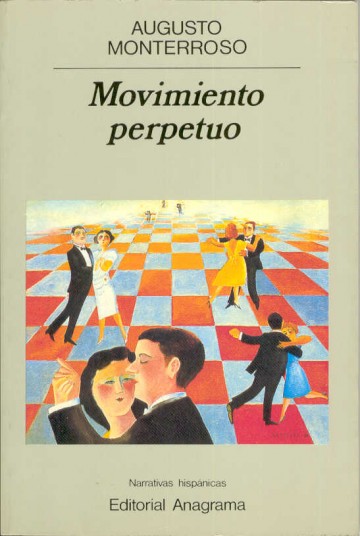 AUGUSTO
MONTERROSO
Movimiento
perpetuo
Narrativas hispánicas
Editorial Anagrama